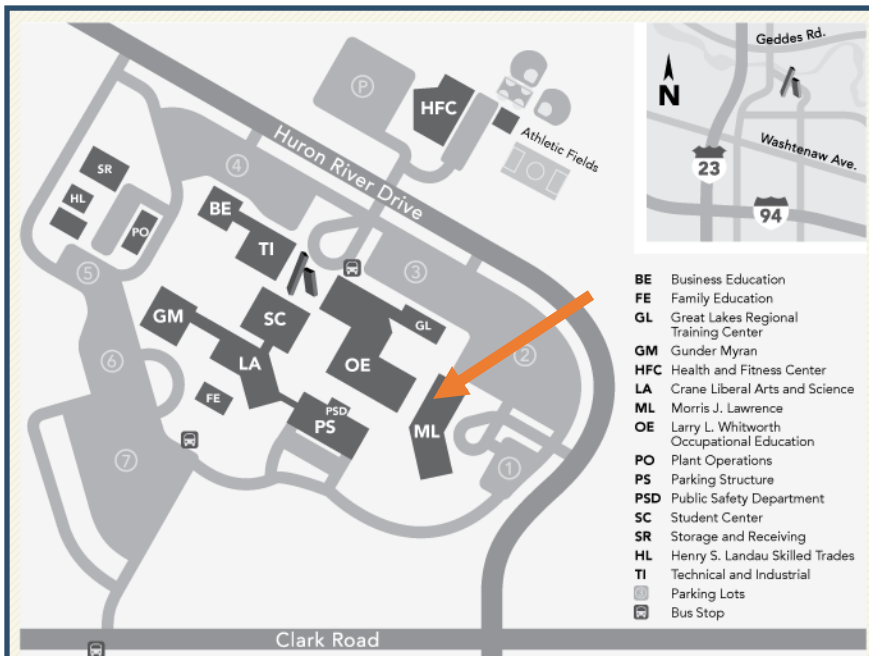 P
HFC
Athletic Fields
Huron River Drive
4
SR
HL
PO
BE
TI
5
3
GM
SC
GL
2
LA
OE
6
FE
PSD
PS
ML
7
1
Clark Road
Geddes Rd.
N
Washtenaw Ave.
23
94
BE Business Education
FE Family Education
GL Great Lakes Regional
Training Center
GM Gunder Myran
HFC Health and Fitness Center
LA Crane Liberal Arts and Science
ML Morris J. Lawrence
OE Larry L. Whitworth
Occupational Education
PO Plant Operations
PS Parking Structure
PSD Public Safety Department
SC Student Center
SR Storage and Receiving
HL Henry S. Landau Skilled Trades
TI Technical and Industrial
Parking Lots
Bus Stop